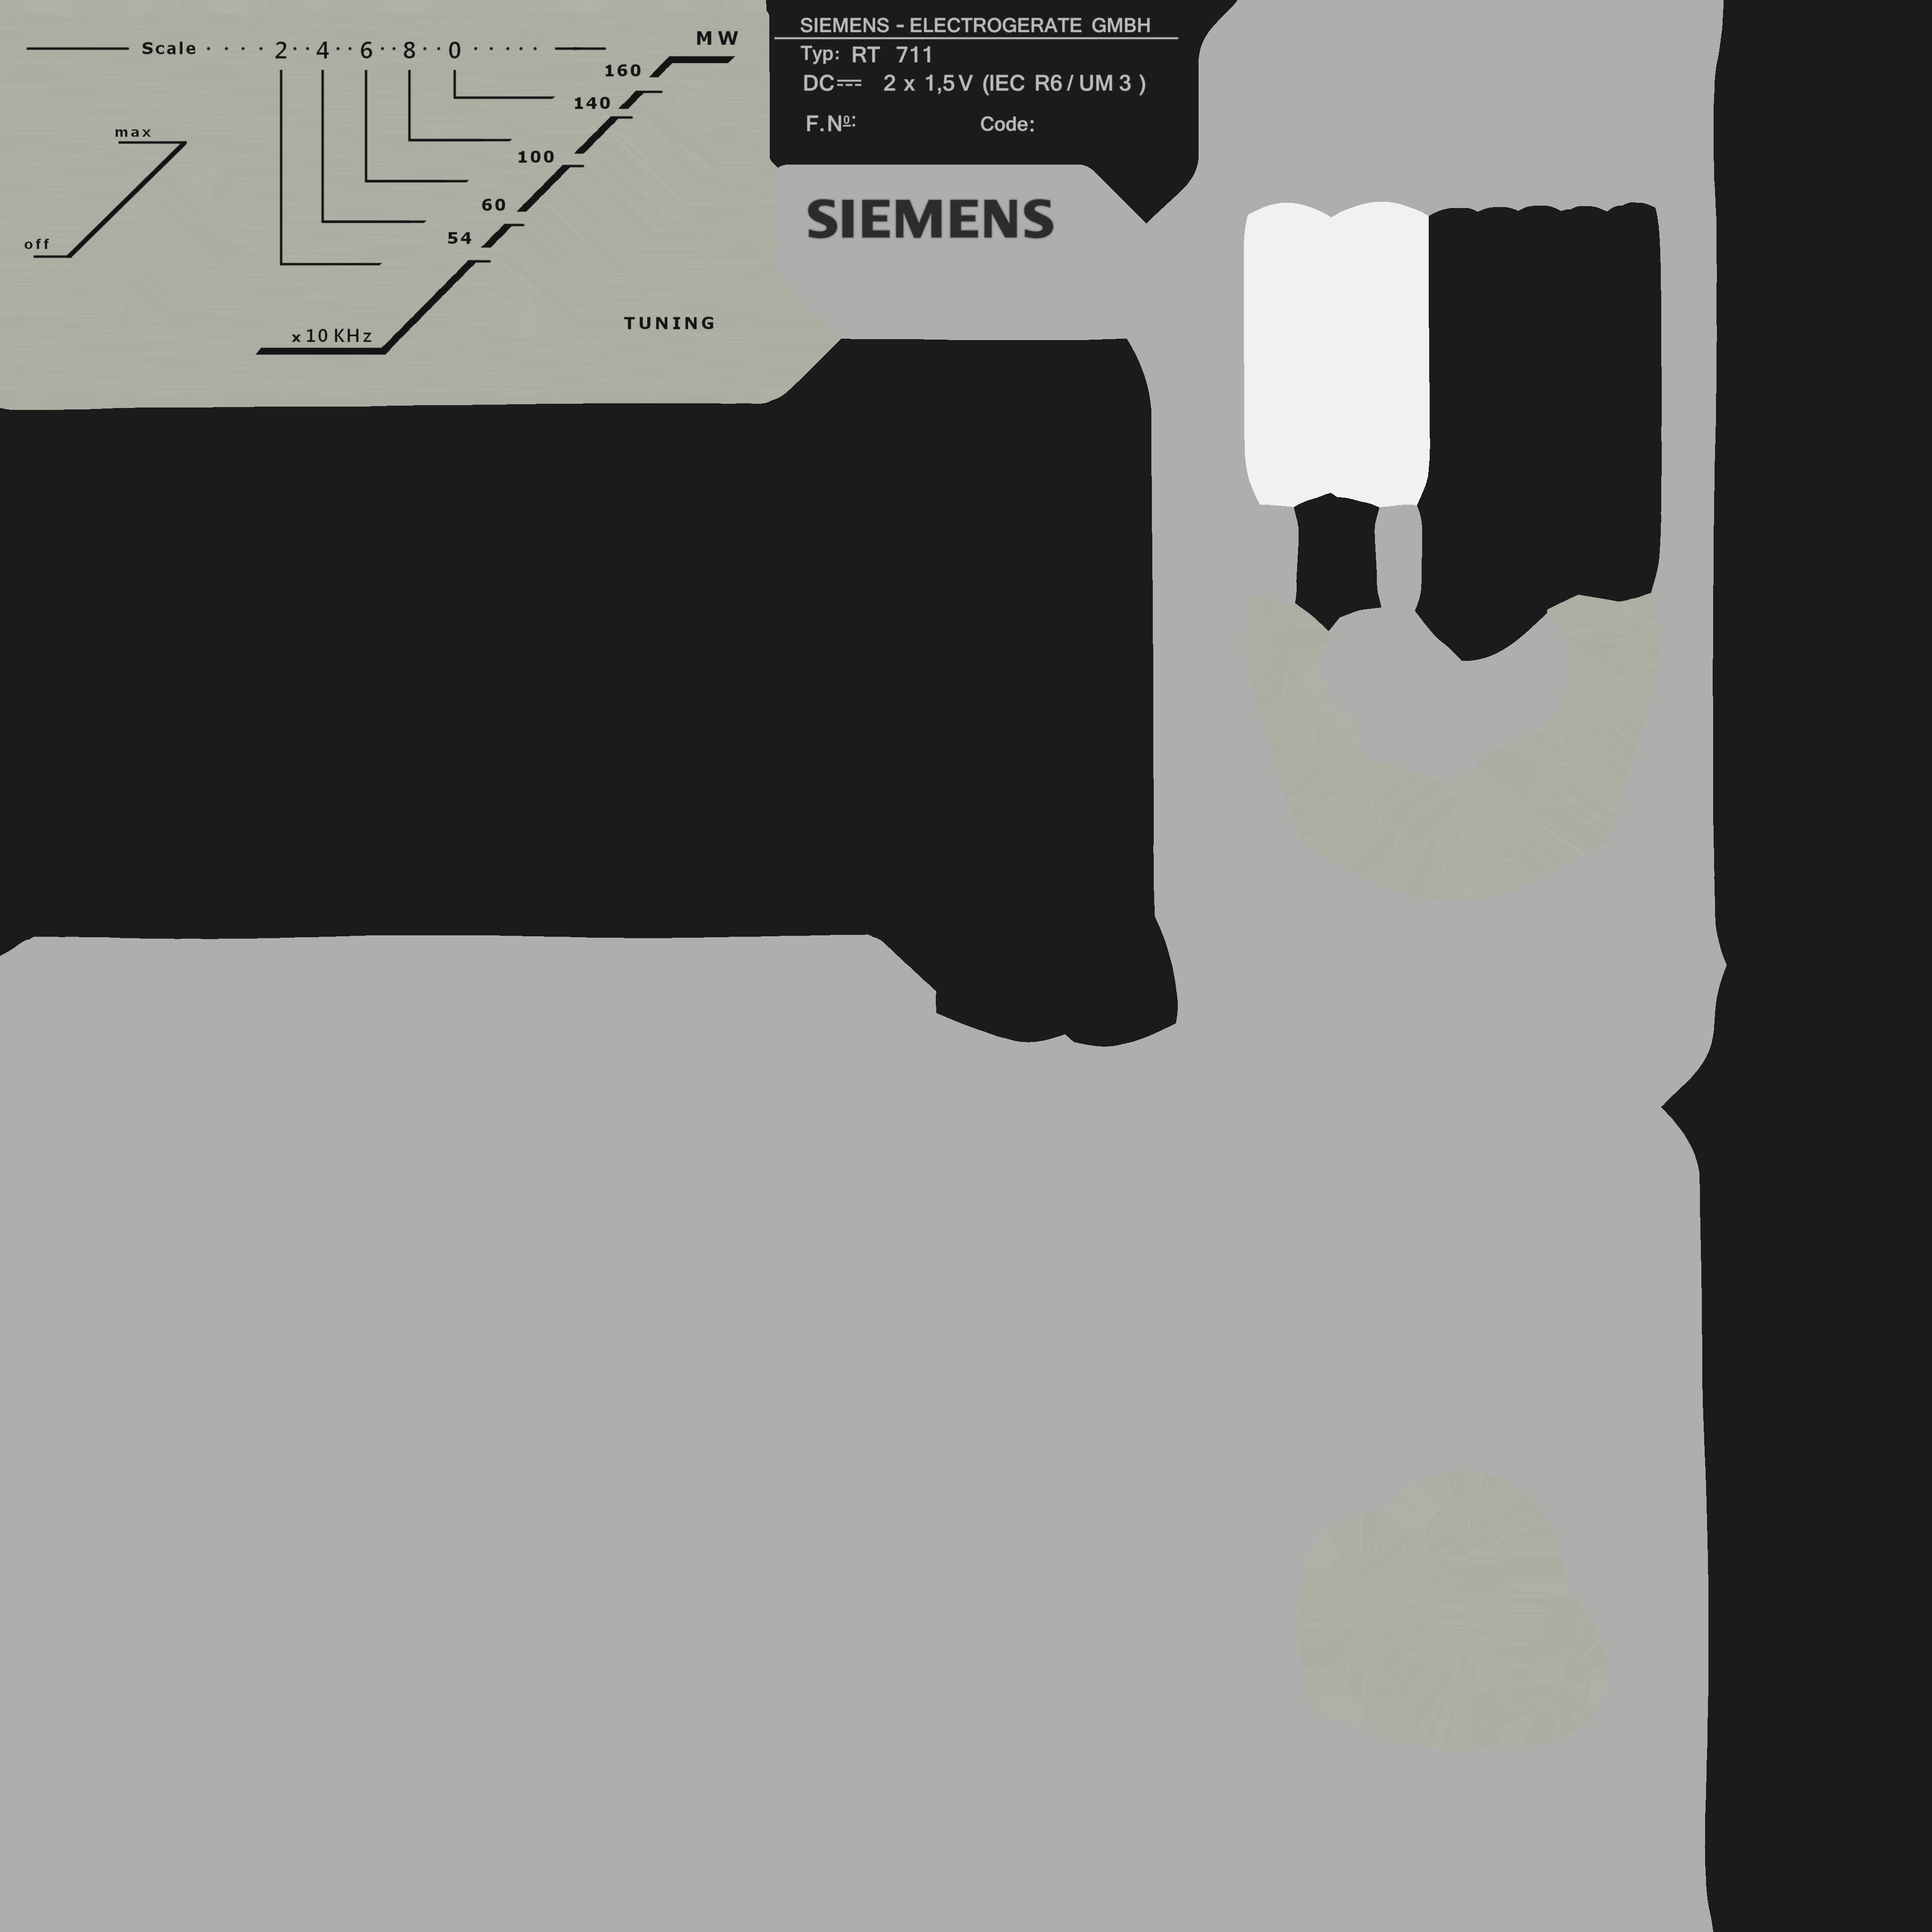 Scale · · · · 2 · · 4 · · 6 · · 8 · · 0 · · · · ·
MW
160
140
max
100
60
54
off
x 10 KHz
TUNING
SIEMENS - ELECTROGERATE GMBH
Typ: RT 711
DC 2 x 1,5V (IEC R6 / UM 3 )
F.Nº: Code:
SIEMENS